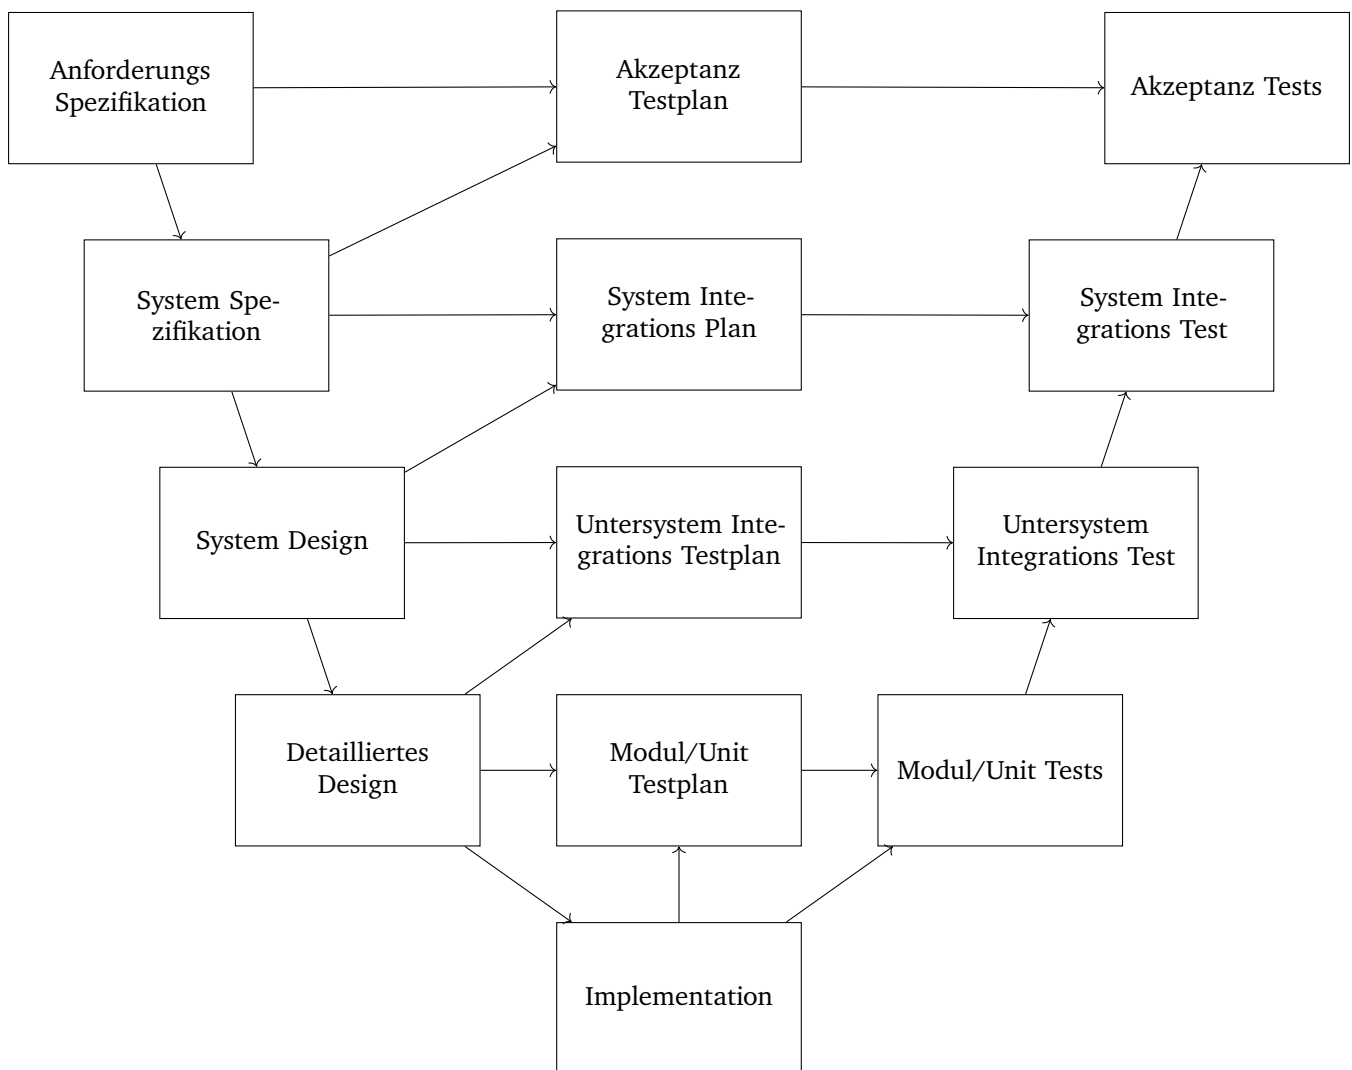 Anforderungs
Spezifikation
Akzeptanz
Testplan
Akzeptanz Tests
System Spe-
zifikation
System Inte-
grations Plan
System Inte-
grations Test
System Design
Untersystem Inte-
grations Testplan
Untersystem
Integrations Test
Detailliertes
Design
Modul/Unit
Testplan
Modul/Unit Tests
Implementation